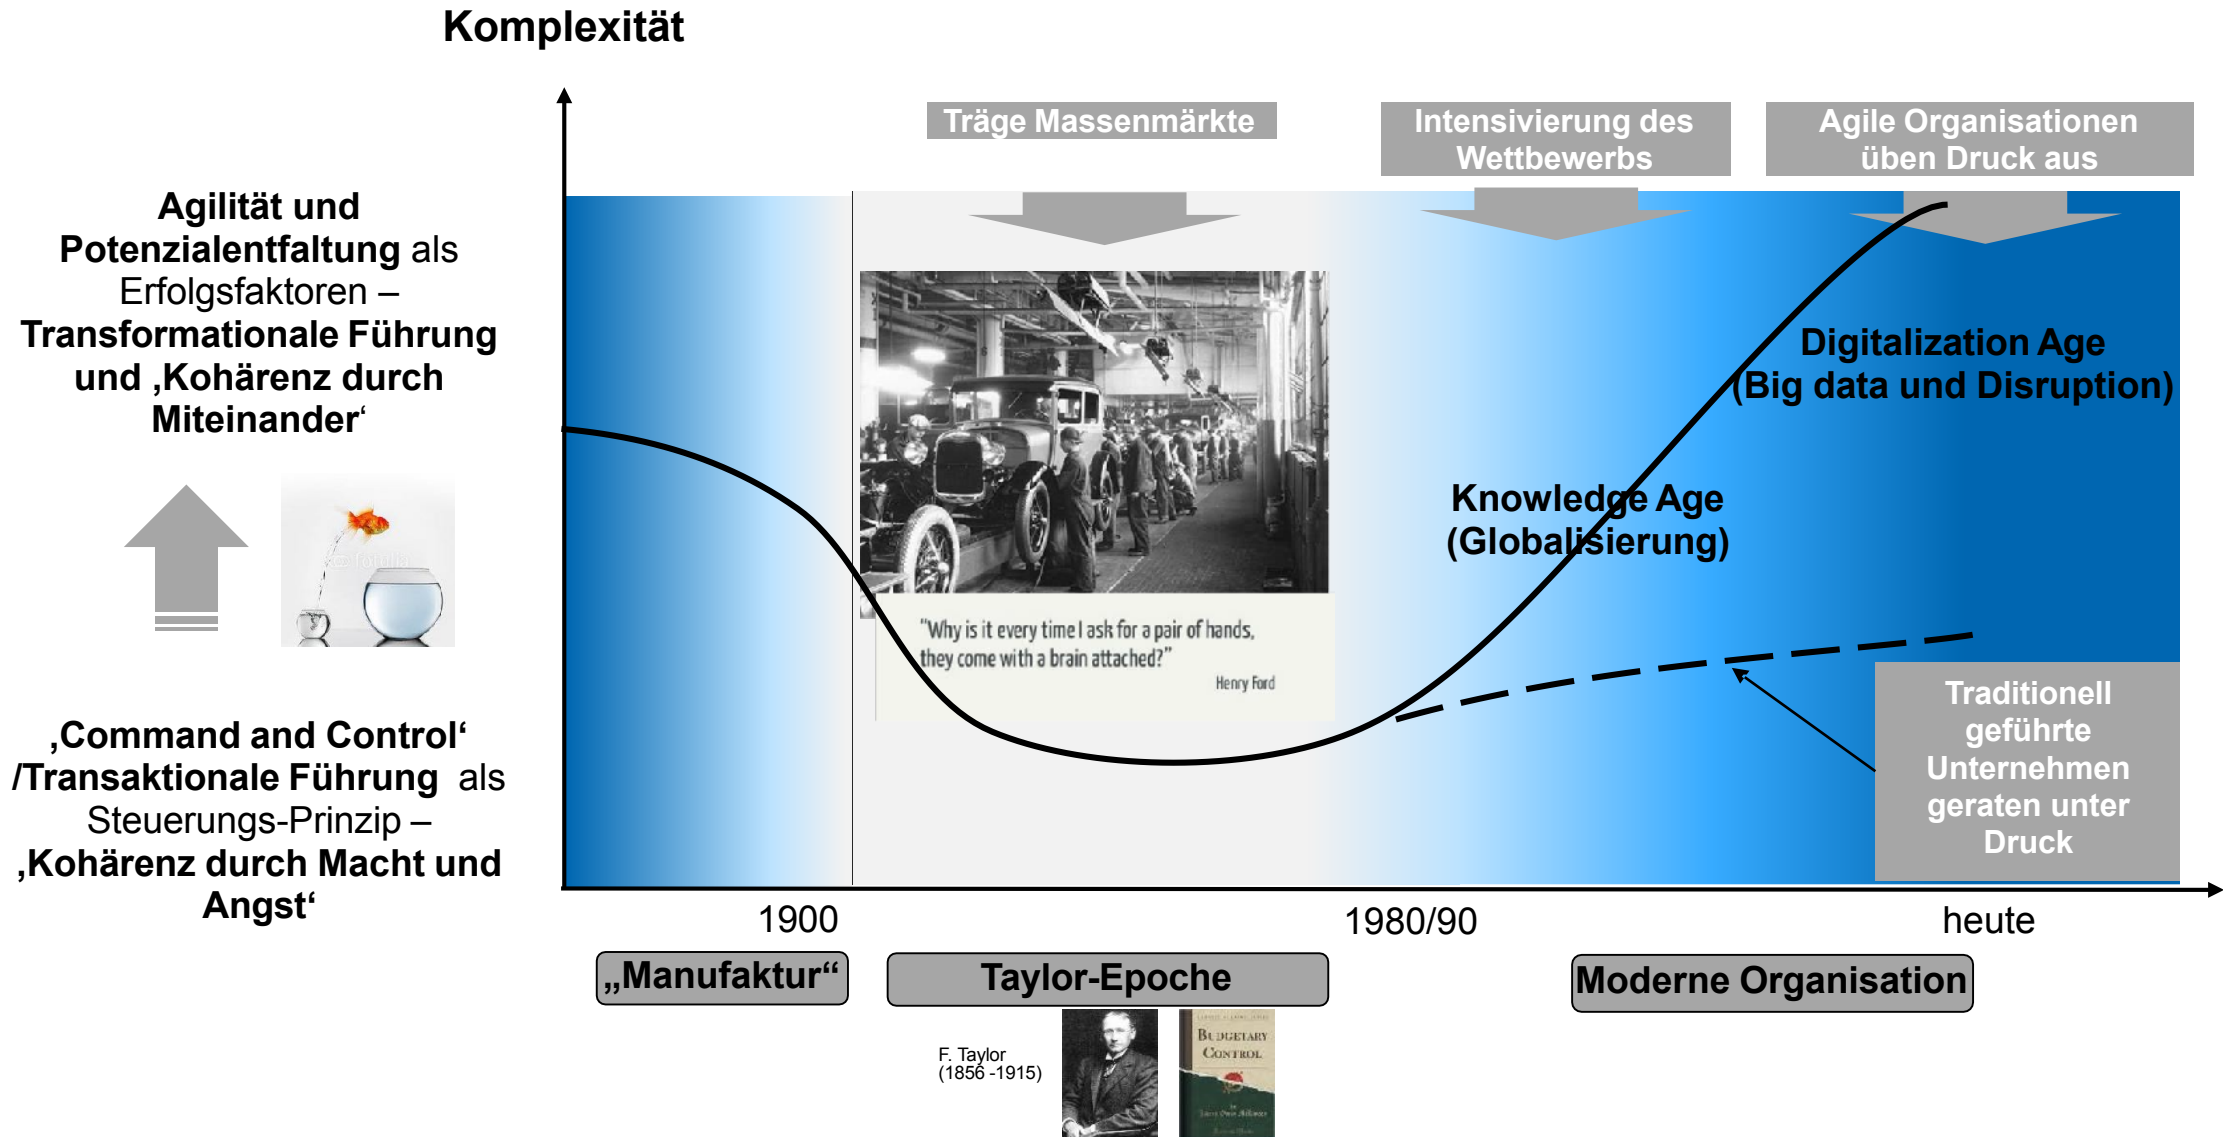 Komplexität
Träge Massenmärkte
Intensivierung des
Wettbewerbs
Agile Organisationen
üben Druck aus
Agilität und
Potenzialentfaltung als
Erfolgsfaktoren –
Transformationale Führung
und ‚Kohärenz durch
Miteinander‘
‚Command and Control‘
/Transaktionale Führung als
Steuerungs-Prinzip –
‚Kohärenz durch Macht und
Angst‘
"Why is it every time I ask for a pair of hands,
they come with a brain attached?"
Henry Ford
Knowledge Age
(Globalisierung)
Digitalization Age
(Big data und Disruption)
Traditionell
geführte
Unternehmen
geraten unter
Druck
1900
1980/90
heute
„Manufaktur“
Taylor-Epoche
Moderne Organisation
F. Taylor
(1856 -1915)
BUDGETARY
CONTROL